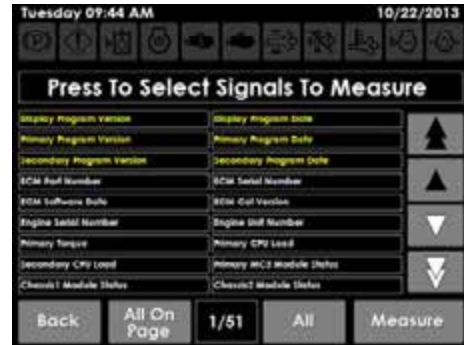 Tuesday 09:44 AM 10/22/2013
(P)
Press To Select Signals To Measure
Display Program Version Display Program Date
Primary Program Version Primary Program Date
Secondary Program Version Secondary Program Date
ECM Part Number ECM Serial Number
ECM Software Date ECM Cal Version
Engine Serial Number Engine Unit Number
Primary Torque Primary CPU Load
Secondary CPU Load Primary MC3 Module Status
Chassis1 Module Status Chassis2 Module Status
Back All On Page 1/51 All Measure